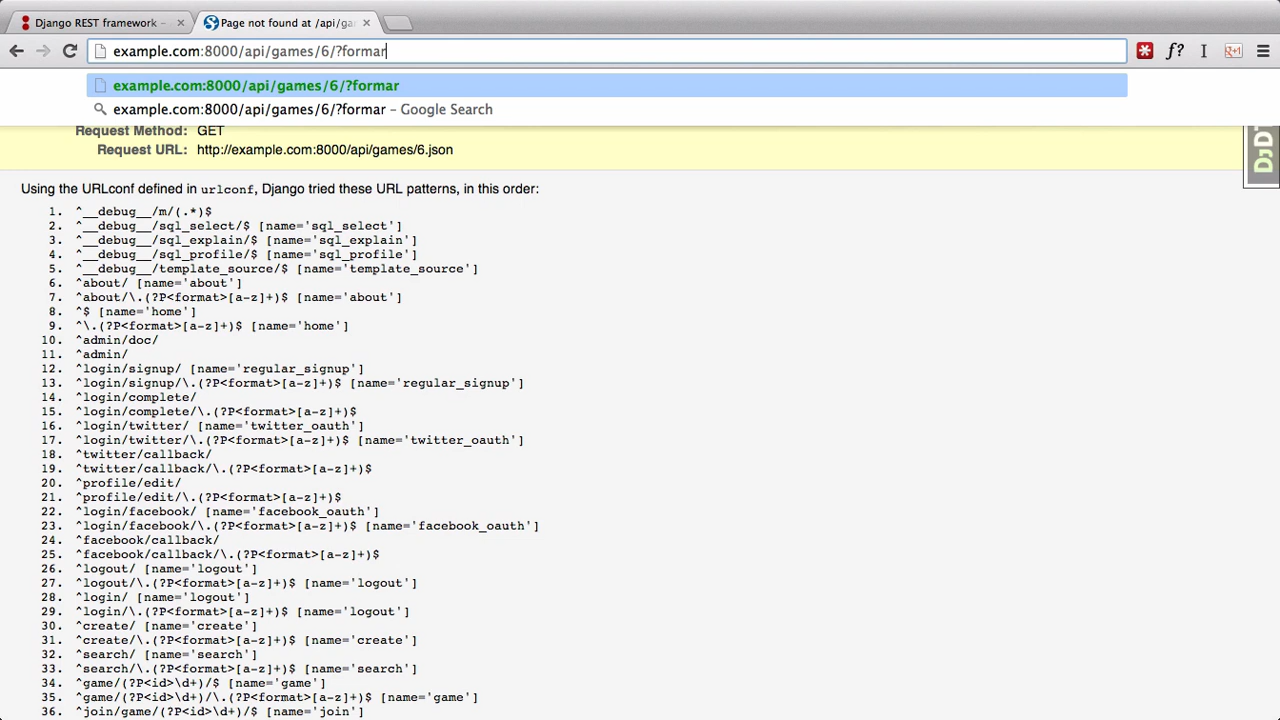 Django REST framework -
Page not found at /api/ga
example.com:8000/api/games/6/?formar
f?
example.com:8000/api/games/6/?formar
example.com:8000/api/games/6/?formar – Google Search
Request Method: GET
Request URL: http://example.com:8000/api/games/6.json
DjDT
Using the URLconf defined in urlconf, Django tried these URL patterns, in this order:
1. ^__debug__/m/(.*)$
2. ^__debug__/sql_select/$ [name='sql_select']
3. ^__debug__/sql_explain/$ [name='sql_explain']
4. ^__debug__/sql_profile/$ [name='sql_profile']
5. ^__debug__/template_source/$ [name='template_source']
6. ^about/ [name='about']
7. ^about/\.(?P<format>[a-z]+)$ [name='about']
8. ^$ [name='home']
9. ^\.(?P<format>[a-z]+)$ [name='home']
10. ^admin/doc/
11. ^admin/
12. ^login/signup/ [name='regular_signup']
13. ^login/signup/\.(?P<format>[a-z]+)$ [name='regular_signup']
14. ^login/complete/
15. ^login/complete/\.(?P<format>[a-z]+)$
16. ^login/twitter/ [name='twitter_oauth']
17. ^login/twitter/\.(?P<format>[a-z]+)$ [name='twitter_oauth']
18. ^twitter/callback/
19. ^twitter/callback/\.(?P<format>[a-z]+)$
20. ^profile/edit/
21. ^profile/edit/\.(?P<format>[a-z]+)$
22. ^login/facebook/ [name='facebook_oauth']
23. ^login/facebook/\.(?P<format>[a-z]+)$ [name='facebook_oauth']
24. ^facebook/callback/
25. ^facebook/callback/\.(?P<format>[a-z]+)$
26. ^logout/ [name='logout']
27. ^logout/\.(?P<format>[a-z]+)$ [name='logout']
28. ^login/ [name='logout']
29. ^login/\.(?P<format>[a-z]+)$ [name='logout']
30. ^create/ [name='create']
31. ^create/\.(?P<format>[a-z]+)$ [name='create']
32. ^search/ [name='search']
33. ^search/\.(?P<format>[a-z]+)$ [name='search']
34. ^game/(?P<id>\d+)/$ [name='game']
35. ^game/(?P<id>\d+)/\.(?P<format>[a-z]+)$ [name='game']
36. ^join/game/(?P<id>\d+)/$ [name='join']